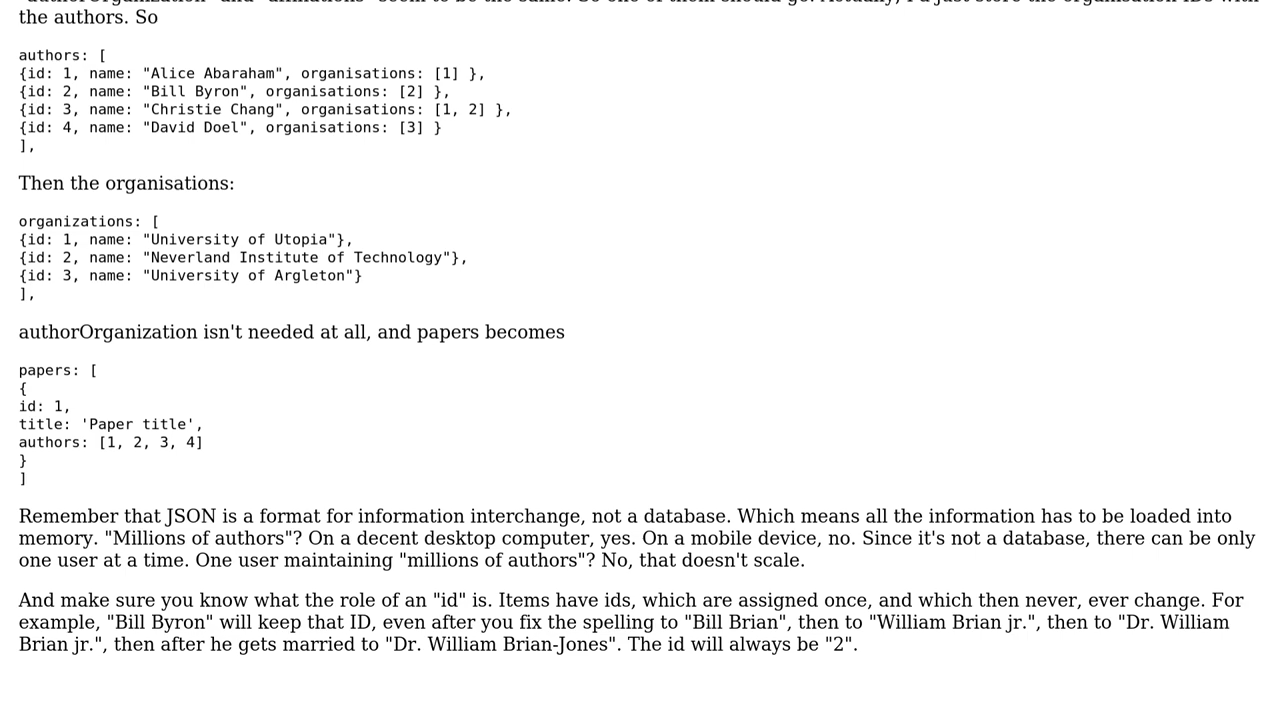 the authors. So
authors: [
{id: 1, name: "Alice Abaraham", organisations: [1] },
{id: 2, name: "Bill Byron", organisations: [2] },
{id: 3, name: "Christie Chang", organisations: [1, 2] },
{id: 4, name: "David Doel", organisations: [3] }
],
Then the organisations:
organizations: [
{id: 1, name: "University of Utopia"},
{id: 2, name: "Neverland Institute of Technology"},
{id: 3, name: "University of Argleton"}
],
authorOrganization isn't needed at all, and papers becomes
papers: [
{
id: 1,
title: 'Paper title',
authors: [1, 2, 3, 4]
}
]
Remember that JSON is a format for information interchange, not a database. Which means all the information has to be loaded into
memory. "Millions of authors"? On a decent desktop computer, yes. On a mobile device, no. Since it's not a database, there can be only
one user at a time. One user maintaining "millions of authors"? No, that doesn't scale.
And make sure you know what the role of an "id" is. Items have ids, which are assigned once, and which then never, ever change. For
example, "Bill Byron" will keep that ID, even after you fix the spelling to "Bill Brian", then to "William Brian jr.", then to "Dr. William
Brian jr.", then after he gets married to "Dr. William Brian-Jones". The id will always be "2".